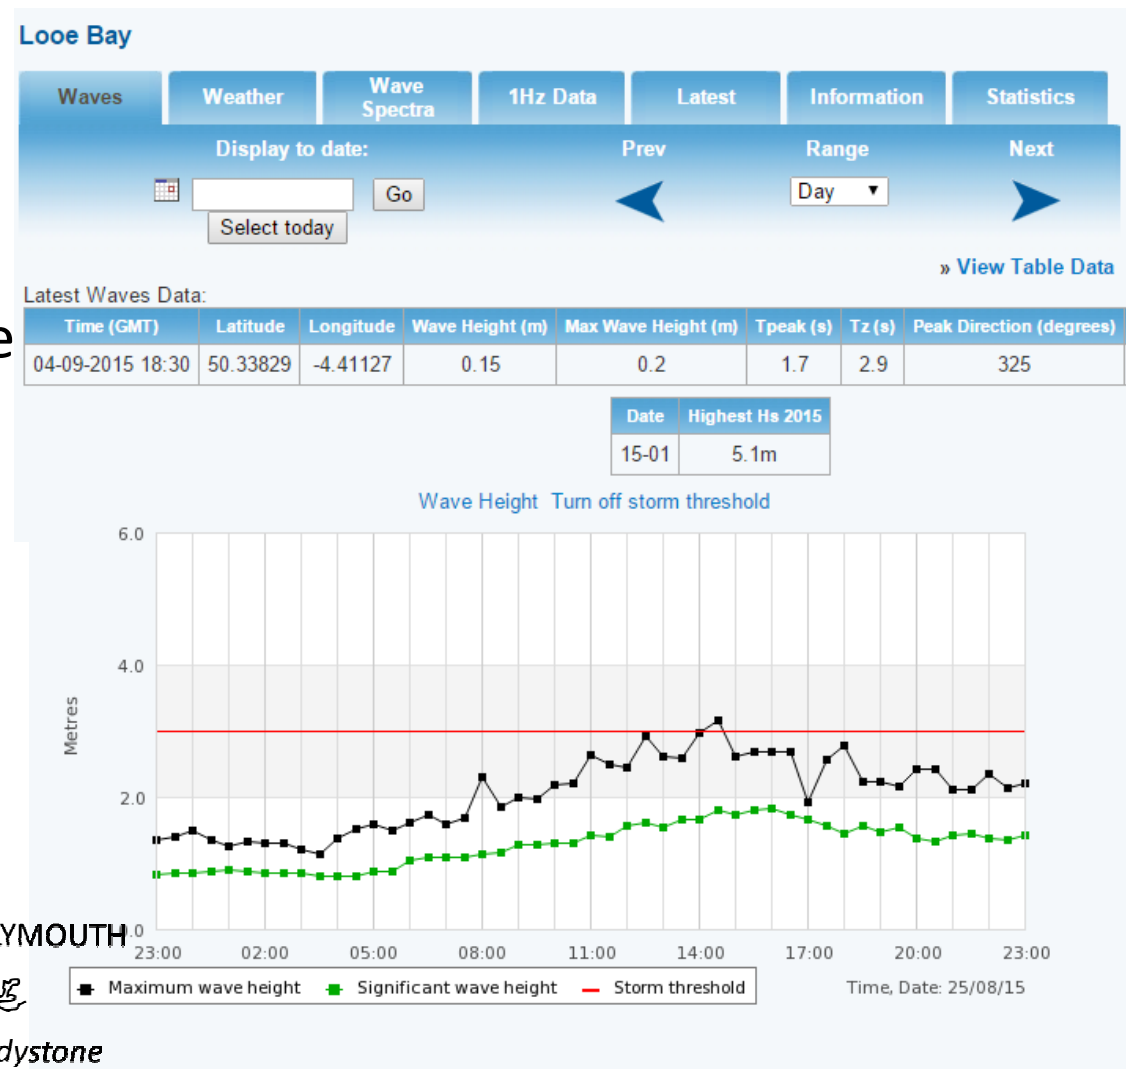 Looe Bay
Waves Weather Wave Spectra 1Hz Data Latest Information Statistics
Display to date: Prev Range Next
Go Day
Select today
» View Table Data
Latest Waves Data:
e
Time (GMT) Latitude Longitude Wave Height (m) Max Wave Height (m) Tpeak (s) Tz (s) Peak Direction (degrees)
04-09-2015 18:30 50.33829 -4.41127 0.15 0.2 1.7 2.9 325
Date Highest Hs 2015
15-01 5.1m
Wave Height Turn off storm threshold
6.0
4.0
Metres
2.0
0.0
YMOUTH
23:00 02:00 05:00 08:00 11:00 14:00 17:00 20:00 23:00
Maximum wave height Significant wave height Storm threshold
Time, Date: 25/08/15
dystone